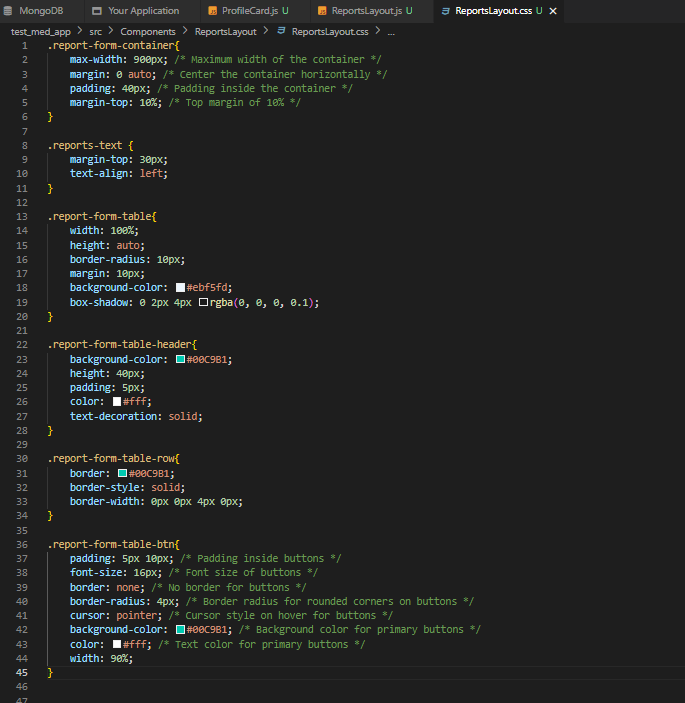 MongoDB Your Application ProfileCard.js U ReportsLayout.js U ReportsLayout.css U
test_med_app > src > Components > ReportsLayout > ReportsLayout.css > ...
1 .report-form-container{
2 max-width: 900px; /* Maximum width of the container */
3 margin: 0 auto; /* Center the container horizontally */
4 padding: 40px; /* Padding inside the container */
5 margin-top: 10%; /* Top margin of 10% */
6 }
7
8 .reports-text {
9 margin-top: 30px;
10 text-align: left;
11 }
12
13 .report-form-table{
14 width: 100%;
15 height: auto;
16 border-radius: 10px;
17 margin: 10px;
18 background-color: #ebf5fd;
19 box-shadow: 0 2px 4px rgba(0, 0, 0, 0.1);
20 }
21
22 .report-form-table-header{
23 background-color: #00C9B1;
24 height: 40px;
25 padding: 5px;
26 color: #fff;
27 text-decoration: solid;
28 }
29
30 .report-form-table-row{
31 border: #00C9B1;
32 border-style: solid;
33 border-width: 0px 0px 4px 0px;
34 }
35
36 .report-form-table-btn{
37 padding: 5px 10px; /* Padding inside buttons */
38 font-size: 16px; /* Font size of buttons */
39 border: none; /* No border for buttons */
40 border-radius: 4px; /* Border radius for rounded corners on buttons */
41 cursor: pointer; /* Cursor style on hover for buttons */
42 background-color: #00C9B1; /* Background color for primary buttons */
43 color: #fff; /* Text color for primary buttons */
44 width: 90%;
45 }
46
47